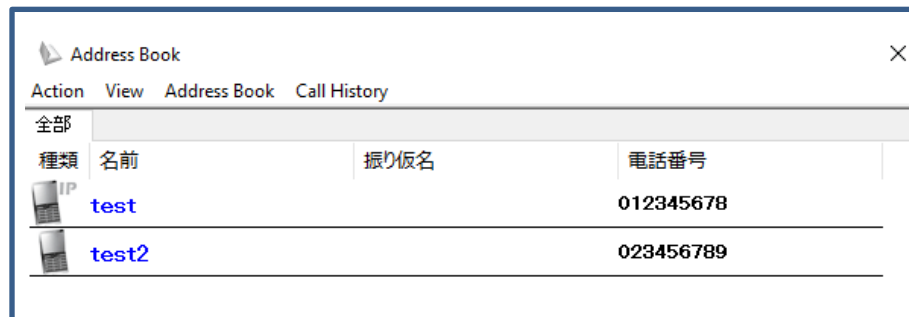 Address Book
Action View Address Book Call History
全部
種類 名前 振り仮名 電話番号
IP
test 012345678
test2 023456789